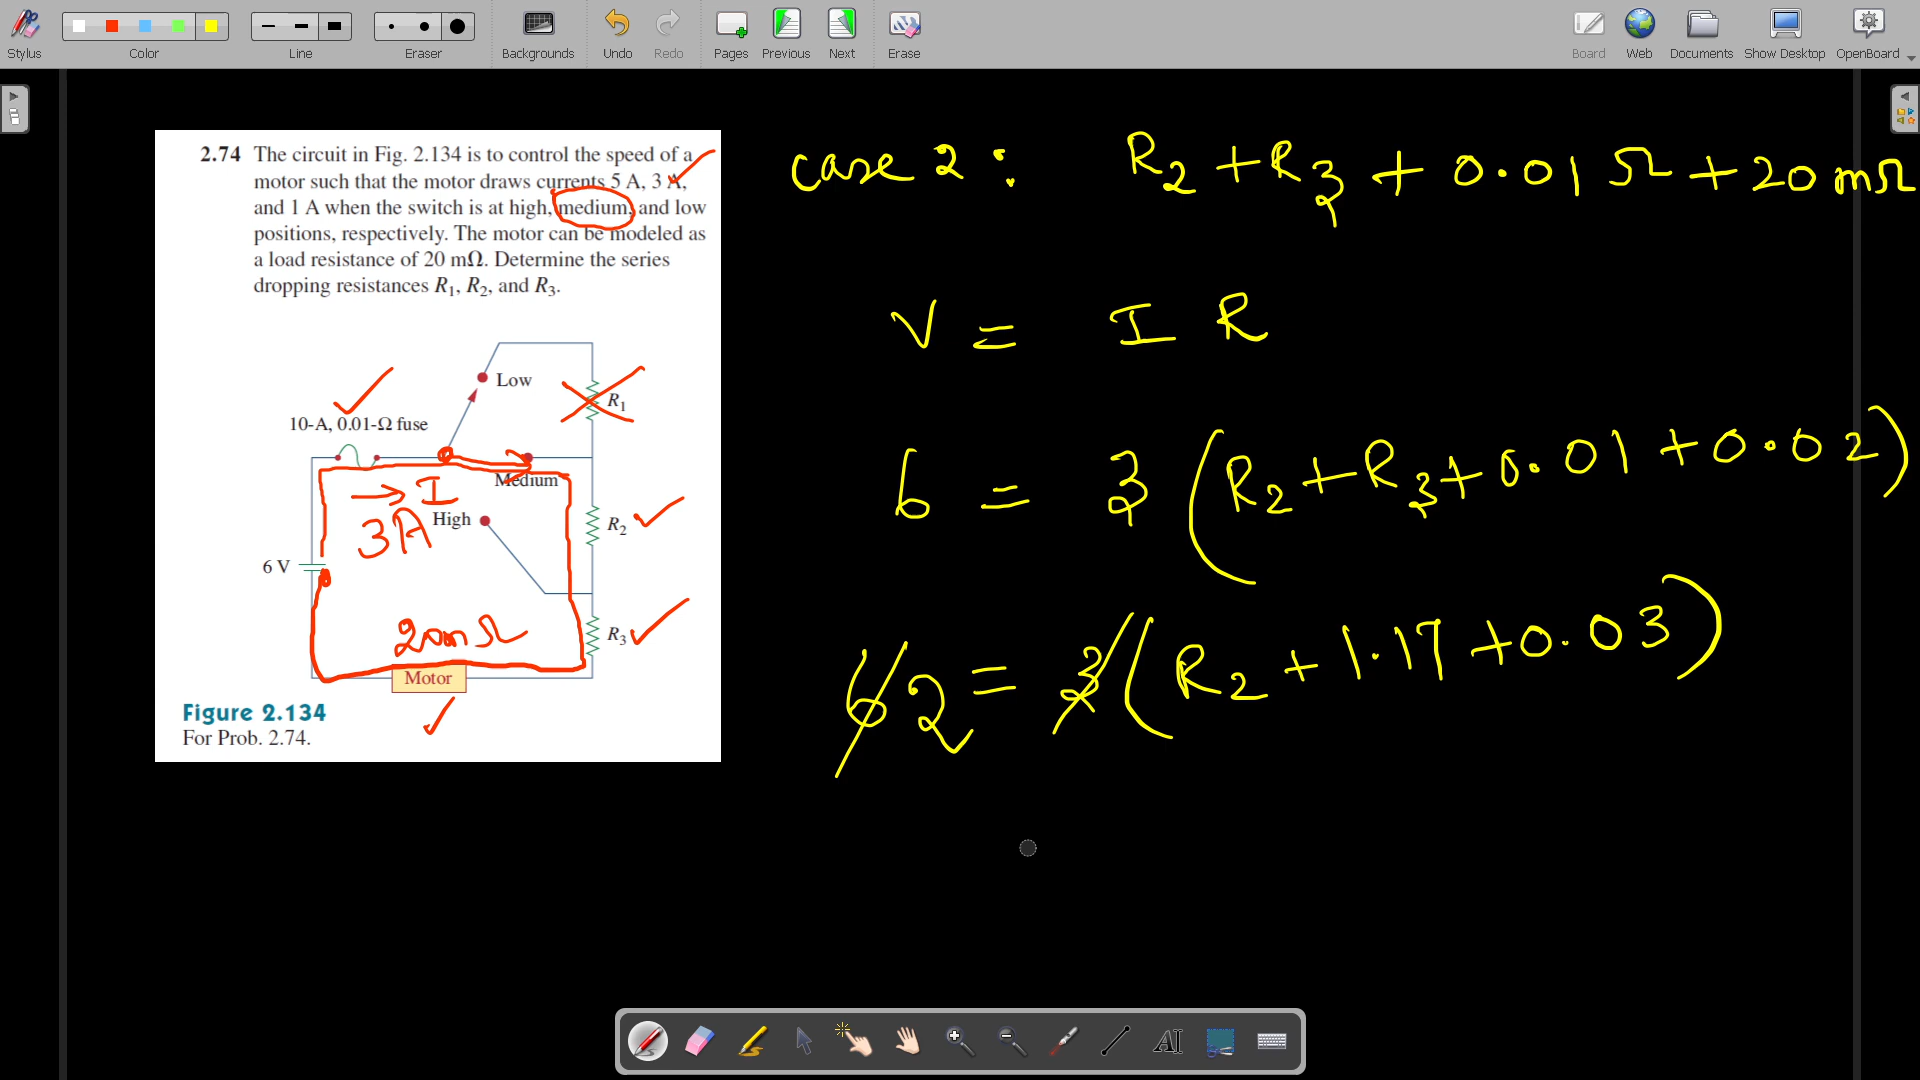 Stylus Color Line Eraser Backgrounds Undo Redo Pages Previous Next Erase Board Web Documents Show Desktop OpenBoard
2.74 The circuit in Fig. 2.134 is to control the speed of a
motor such that the motor draws currents 5 A, 3 A,
and 1 A when the switch is at high, medium, and low
positions, respectively. The motor can be modeled as
a load resistance of 20 mΩ. Determine the series
dropping resistances R1, R2, and R3.
Low
R1
10-A, 0.01-Ω fuse
Medium
→ I
3A
High
R2
6 V
20mΩ
R3
Motor
Figure 2.134
For Prob. 2.74.
case 2 : R2 + R3 + 0.01 Ω + 20 mΩ
V = I R
6 = 3 (R2 + R3 + 0.01 + 0.02)
6 2 = 3 (R2 + 1.17 + 0.03)
AI